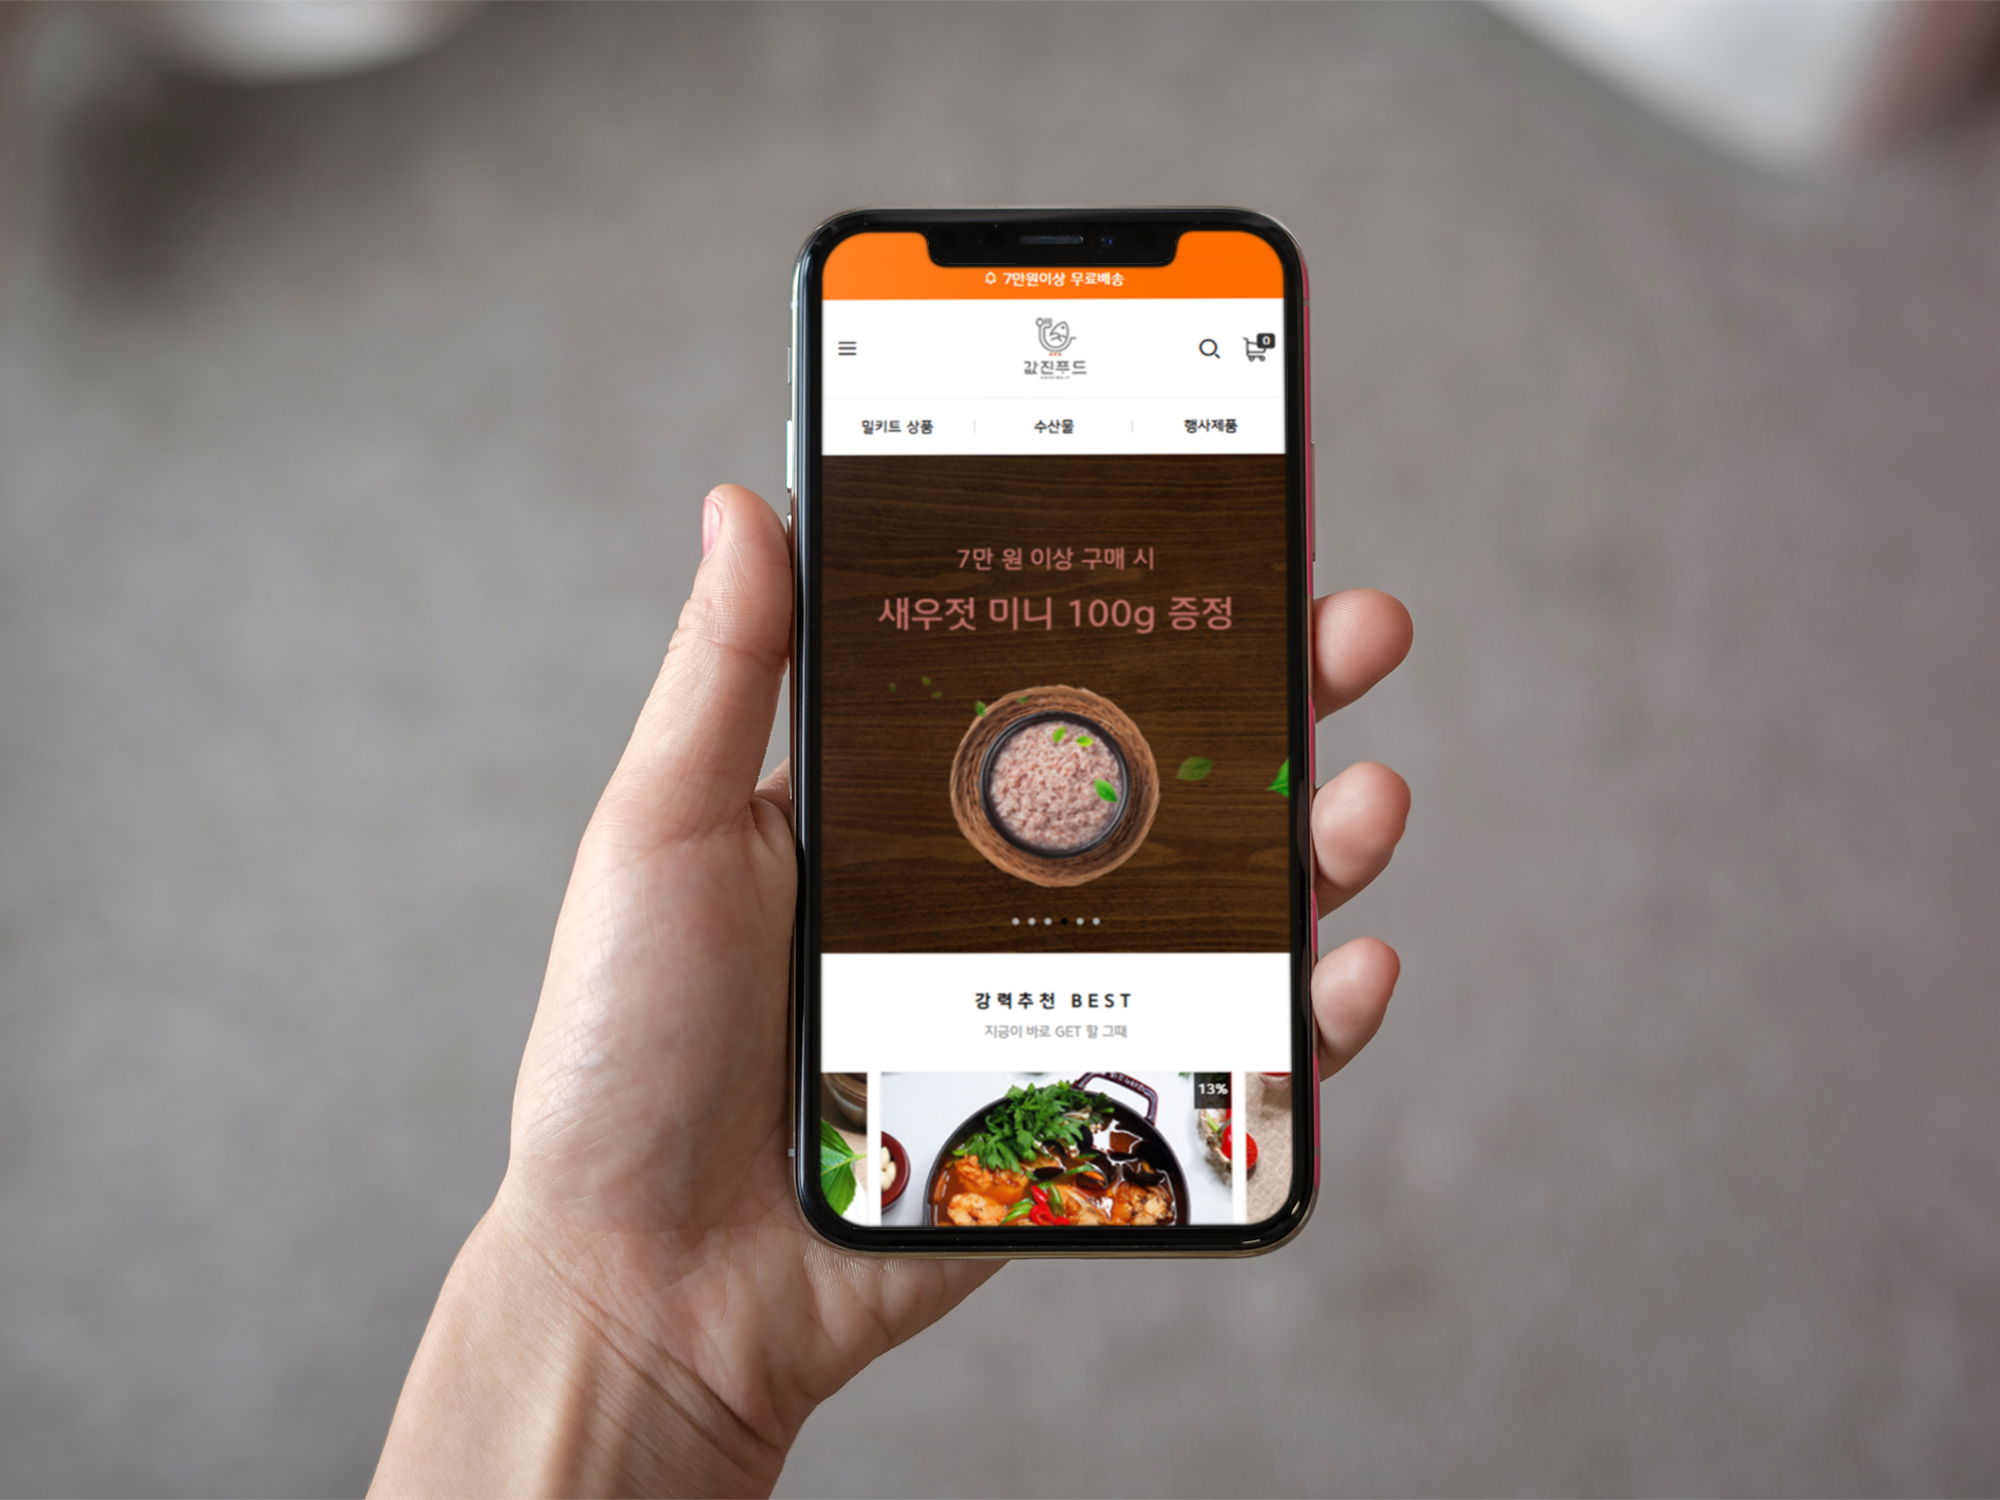 7만원이상 무료배송
0
값진푸드
밀키트 상품
수산물
행사제품
7만 원 이상 구매 시
새우젓 미니 100g 증정
강력추천 BEST
지금이 바로 GET 할 그때
13%